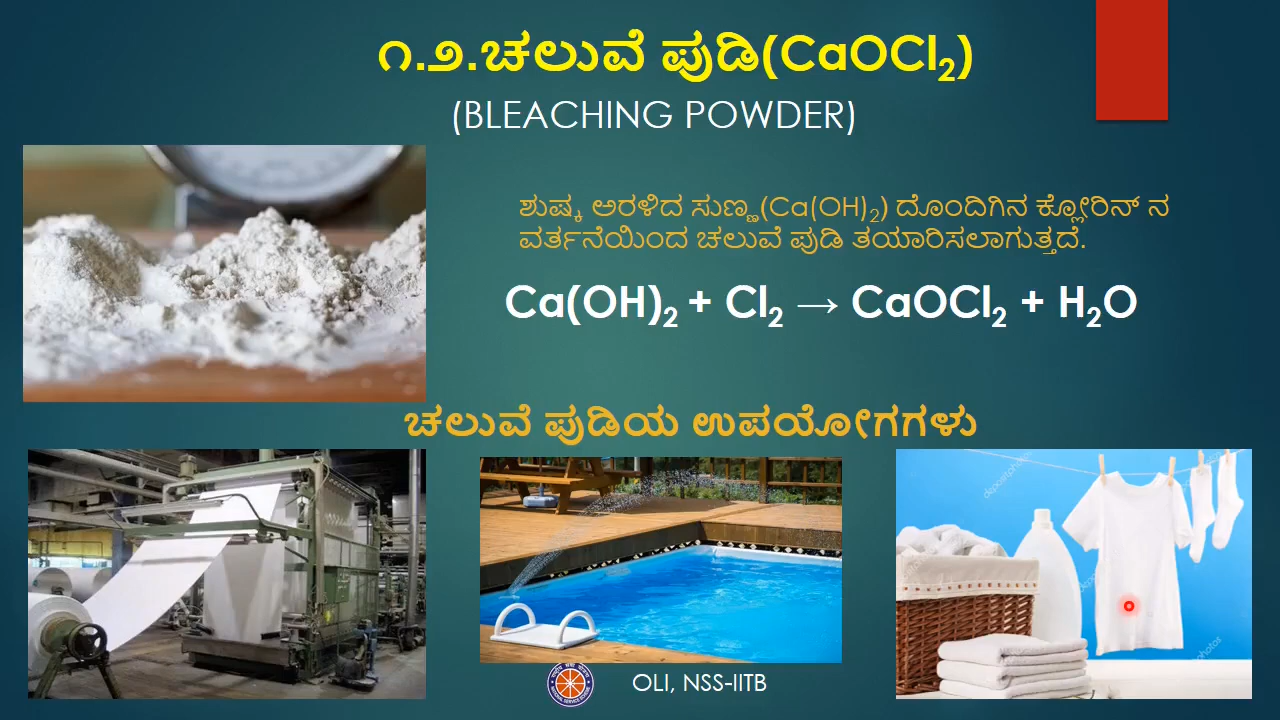 ೧.೨.ಚಲುವೆ ಪುಡಿ(CaOCl₂)
(BLEACHING POWDER)
ಶುಷ್ಕ ಅರಳಿದ ಸುಣ್ಣ(Ca(OH)₂) ದೊಂದಿಗಿನ ಕ್ಲೋರಿನ್ ನ
ವರ್ತನೆಯಿಂದ ಚಲುವೆ ಪುಡಿ ತಯಾರಿಸಲಾಗುತ್ತದೆ.
Ca(OH)₂ + Cl₂ → CaOCl₂ + H₂O
ಚಲುವೆ ಪುಡಿಯ ಉಪಯೋಗಗಳು
depositphotos
OLI, NSS-IITB